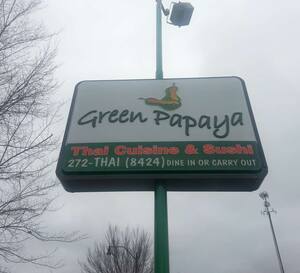 Green Papaya
Thai Cuisine & Sushi
272-THAI (8424) DINE IN OR CARRY OUT